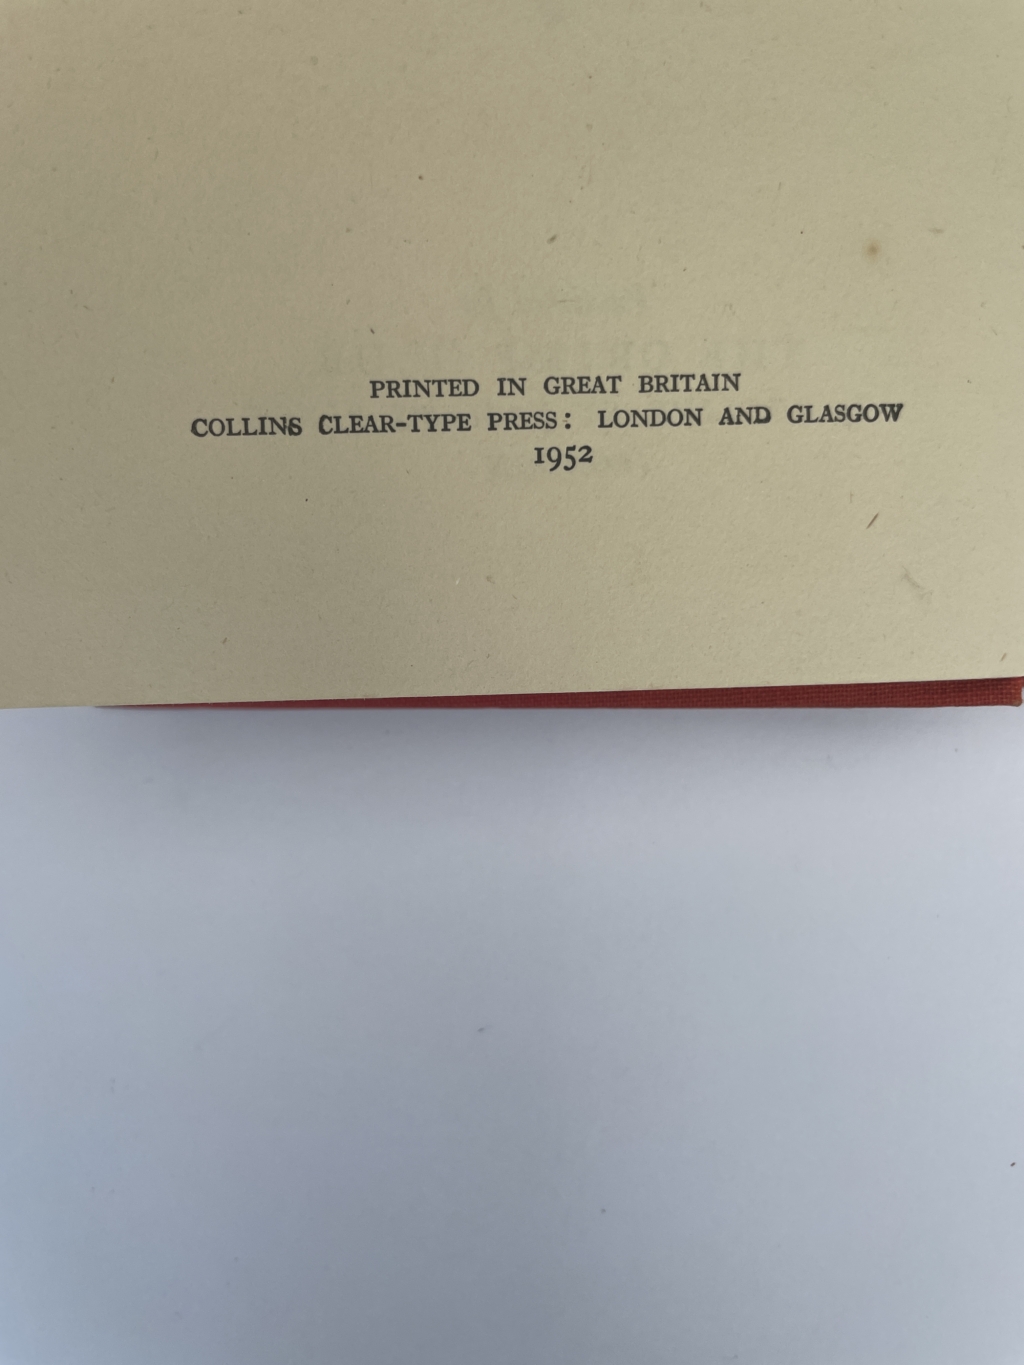 PRINTED IN GREAT BRITAIN
COLLINS CLEAR-TYPE PRESS: LONDON AND GLASGOW
1952